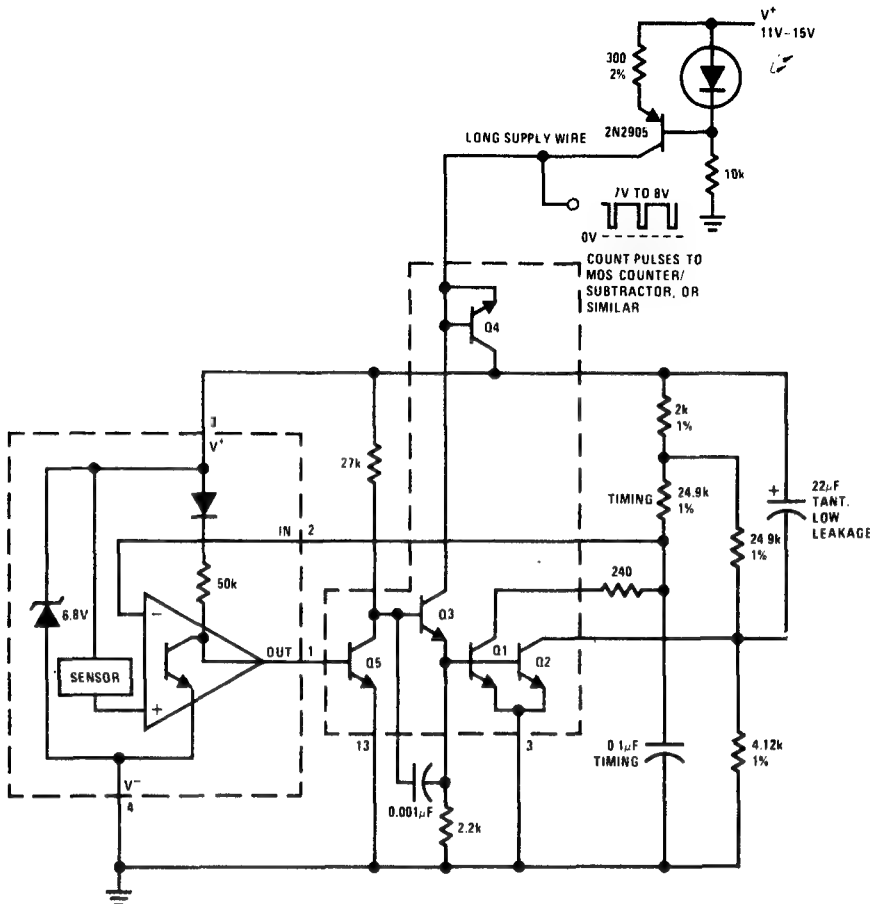 V+
11V–15V
300
2%
2N2905
LONG SUPPLY WIRE
10k
7V TO 8V
0V
COUNT PULSES TO
MOS COUNTER/
SUBTRACTOR, OR
SIMILAR
Q4
3
V+
27k
2k
1%
TIMING
24.9k
1%
22μF
TANT.
LOW
LEAKAGE
+
24 9k
1%
IN 2
50k
240
6.8V
−
Q3
Q1
Q2
OUT 1
Q5
SENSOR
+
13
3
0 1μF
TIMING
4.12k
1%
V−
4
0.001μF
2.2k